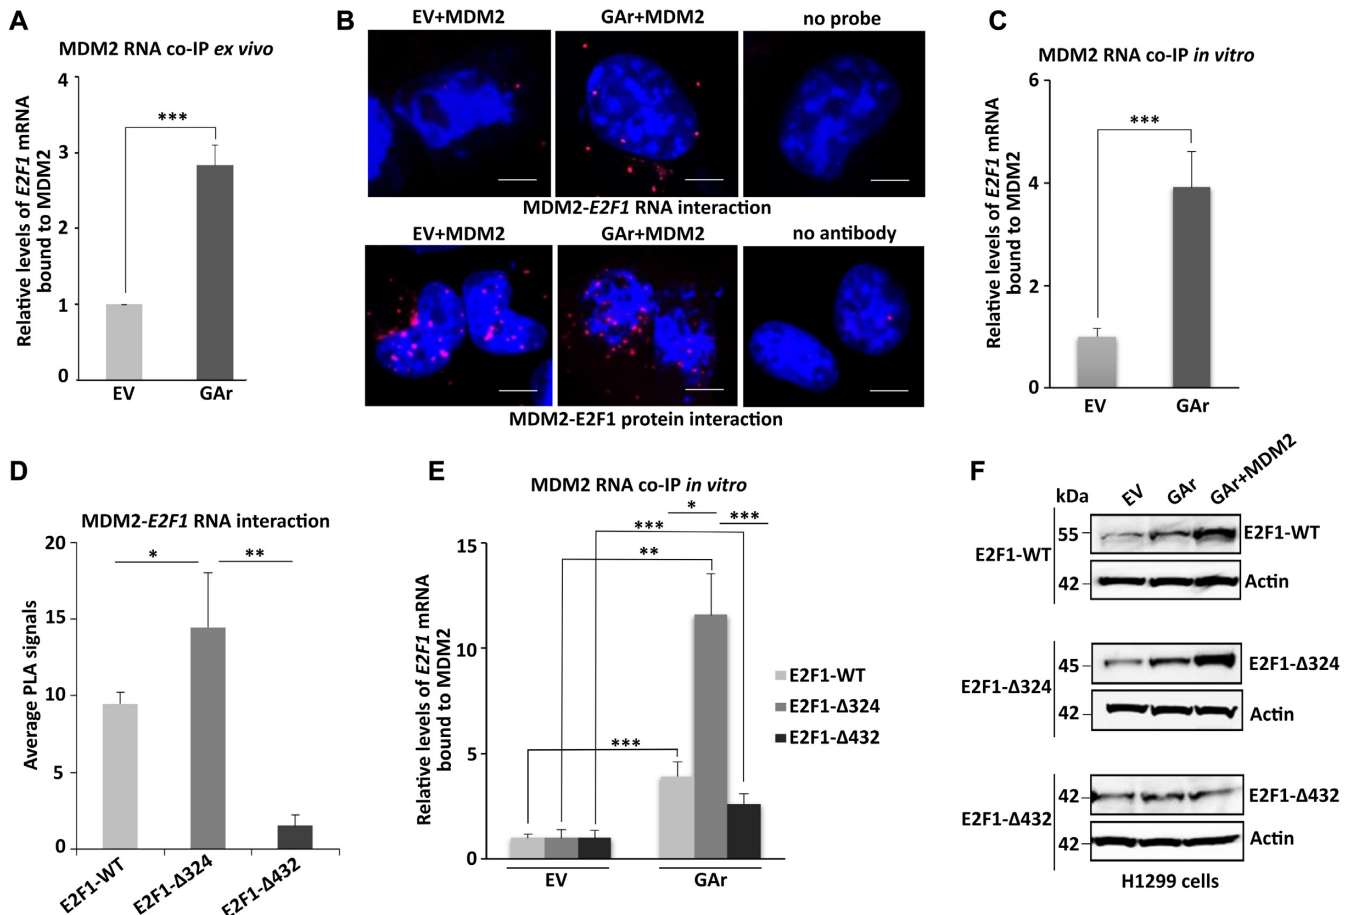 A
MDM2 RNA co-IP ex vivo
Relative levels of E2F1 mRNA
bound to MDM2
4
3
2
1
0
***
EV
GAr
B
EV+MDM2
GAr+MDM2
no probe
MDM2-E2F1 RNA interaction
EV+MDM2
GAr+MDM2
no antibody
MDM2-E2F1 protein interaction
C
MDM2 RNA co-IP in vitro
Relative levels of E2F1 mRNA
bound to MDM2
6
4
2
0
***
EV
GAr
D
MDM2-E2F1 RNA interaction
Average PLA signals
20
15
10
5
0
*
**
E2F1-WT
E2F1-Δ324
E2F1-Δ432
E
MDM2 RNA co-IP in vitro
Relative levels of E2F1 mRNA
bound to MDM2
15
10
5
0
*
***
***
**
***
EV
GAr
E2F1-WT
E2F1-Δ324
E2F1-Δ432
F
kDa
EV
GAr
GAr+MDM2
E2F1-WT
55
E2F1-WT
42
Actin
E2F1-Δ324
45
E2F1-Δ324
42
Actin
E2F1-Δ432
42
E2F1-Δ432
42
Actin
H1299 cells